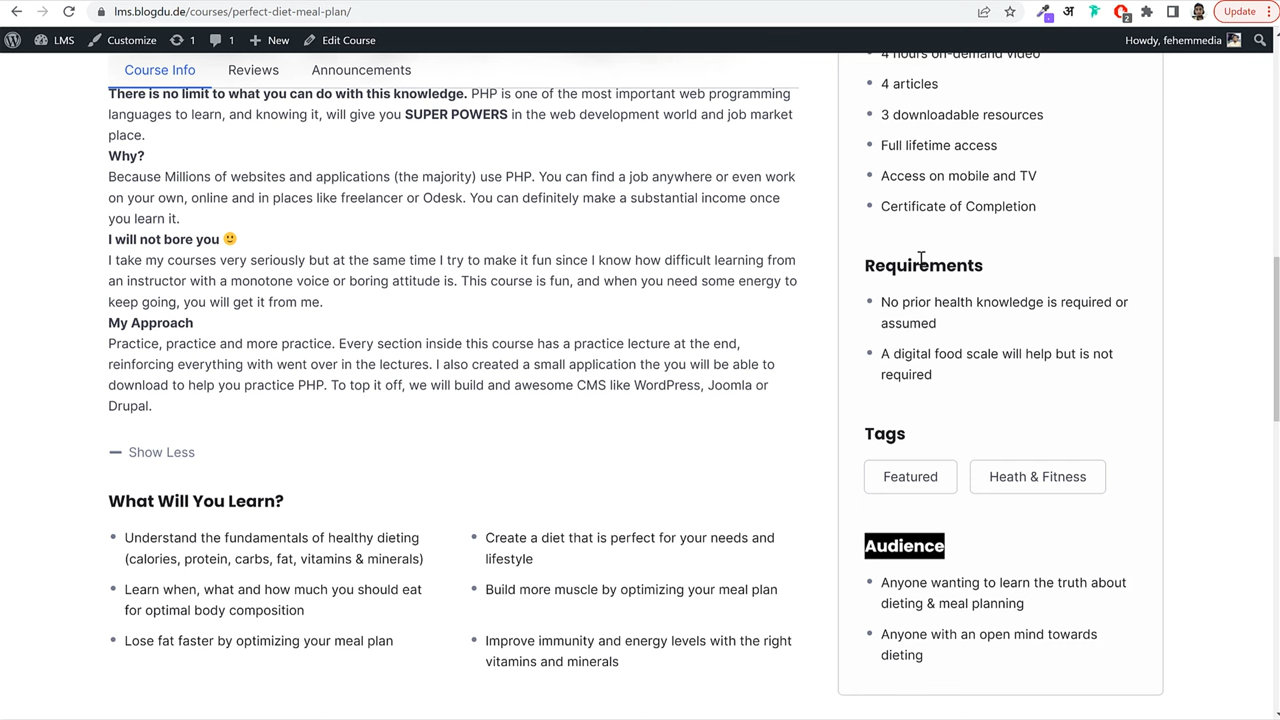 lms.blogdu.de/courses/perfect-diet-meal-plan/
अ
2
Update
LMS
Customize
1
1
New
Edit Course
Howdy, fehemmedia
Course Info
Reviews
Announcements
There is no limit to what you can do with this knowledge. PHP is one of the most important web programming
languages to learn, and knowing it, will give you SUPER POWERS in the web development world and job market
place.
Why?
Because Millions of websites and applications (the majority) use PHP. You can find a job anywhere or even work
on your own, online and in places like freelancer or Odesk. You can definitely make a substantial income once
you learn it.
I will not bore you 🙂
I take my courses very seriously but at the same time I try to make it fun since I know how difficult learning from
an instructor with a monotone voice or boring attitude is. This course is fun, and when you need some energy to
keep going, you will get it from me.
My Approach
Practice, practice and more practice. Every section inside this course has a practice lecture at the end,
reinforcing everything with went over in the lectures. I also created a small application the you will be able to
download to help you practice PHP. To top it off, we will build and awesome CMS like WordPress, Joomla or
Drupal.
Show Less
What Will You Learn?
Understand the fundamentals of healthy dieting
(calories, protein, carbs, fat, vitamins & minerals)
Learn when, what and how much you should eat
for optimal body composition
Lose fat faster by optimizing your meal plan
Create a diet that is perfect for your needs and
lifestyle
Build more muscle by optimizing your meal plan
Improve immunity and energy levels with the right
vitamins and minerals
4 hours on-demand video
4 articles
3 downloadable resources
Full lifetime access
Access on mobile and TV
Certificate of Completion
Requirements
No prior health knowledge is required or
assumed
A digital food scale will help but is not
required
Tags
Featured
Heath & Fitness
Audience
Anyone wanting to learn the truth about
dieting & meal planning
Anyone with an open mind towards
dieting